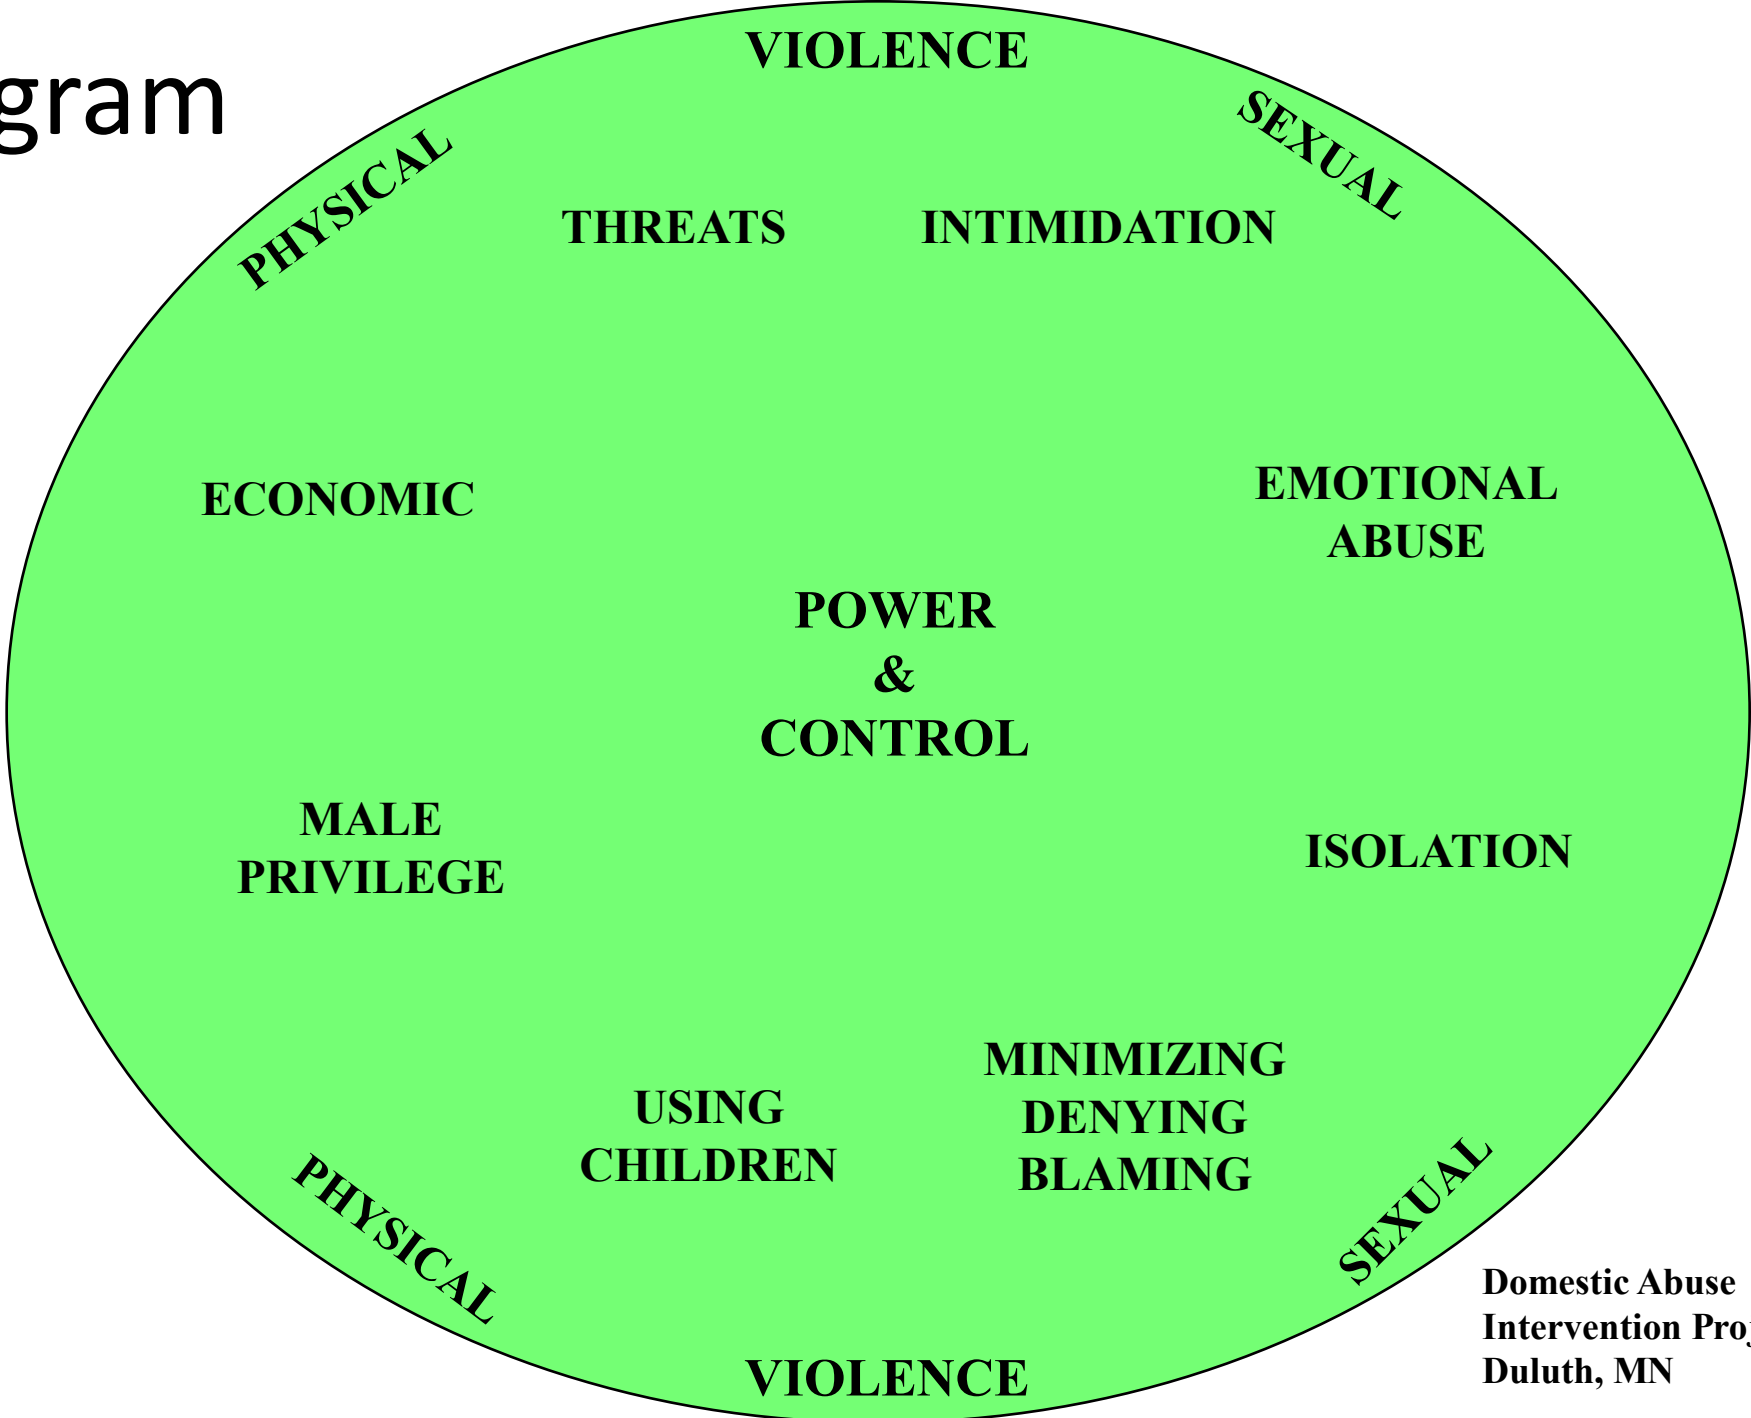 gram
VIOLENCE
PHYSICAL
SEXUAL
THREATS
INTIMIDATION
ECONOMIC
EMOTIONAL
ABUSE
POWER
&
CONTROL
MALE
PRIVILEGE
ISOLATION
USING
CHILDREN
MINIMIZING
DENYING
BLAMING
PHYSICAL
SEXUAL
VIOLENCE
Domestic Abuse
Intervention Pro
Duluth, MN